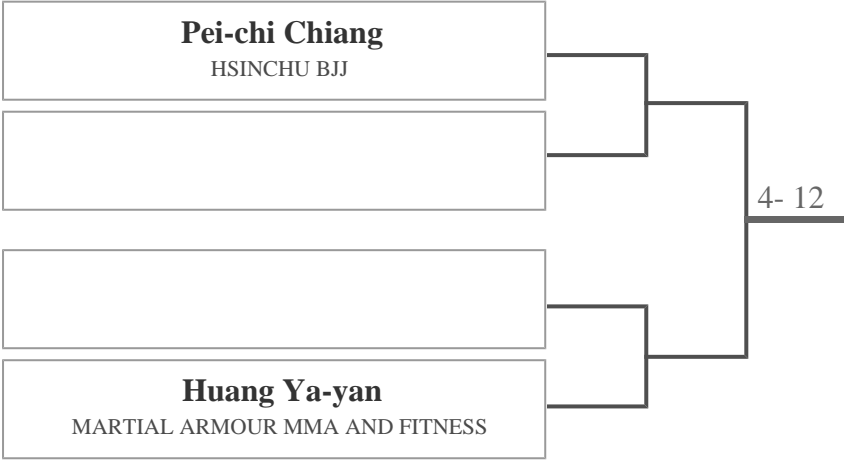 Pei-chi Chiang
HSINCHU BJJ
4- 12
Huang Ya-yan
MARTIAL ARMOUR MMA AND FITNESS